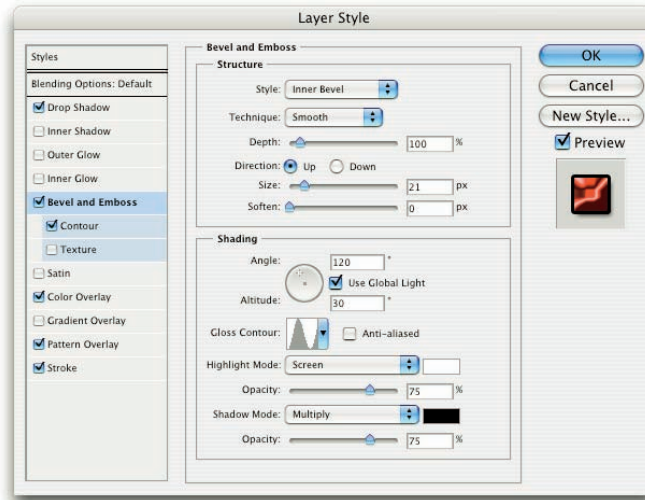 Layer Style
Styles
Blending Options: Default
Drop Shadow
Inner Shadow
Outer Glow
Inner Glow
Bevel and Emboss
Contour
Texture
Satin
Color Overlay
Gradient Overlay
Pattern Overlay
Stroke
Bevel and Emboss
Structure
Style: Inner Bevel
Technique: Smooth
Depth: 100 %
Direction: Up Down
Size: 21 px
Soften: 0 px
Shading
Angle: 120 °
Use Global Light
Altitude: 30 °
Gloss Contour: Anti-aliased
Highlight Mode: Screen
Opacity: 75 %
Shadow Mode: Multiply
Opacity: 75 %
OK
Cancel
New Style...
Preview